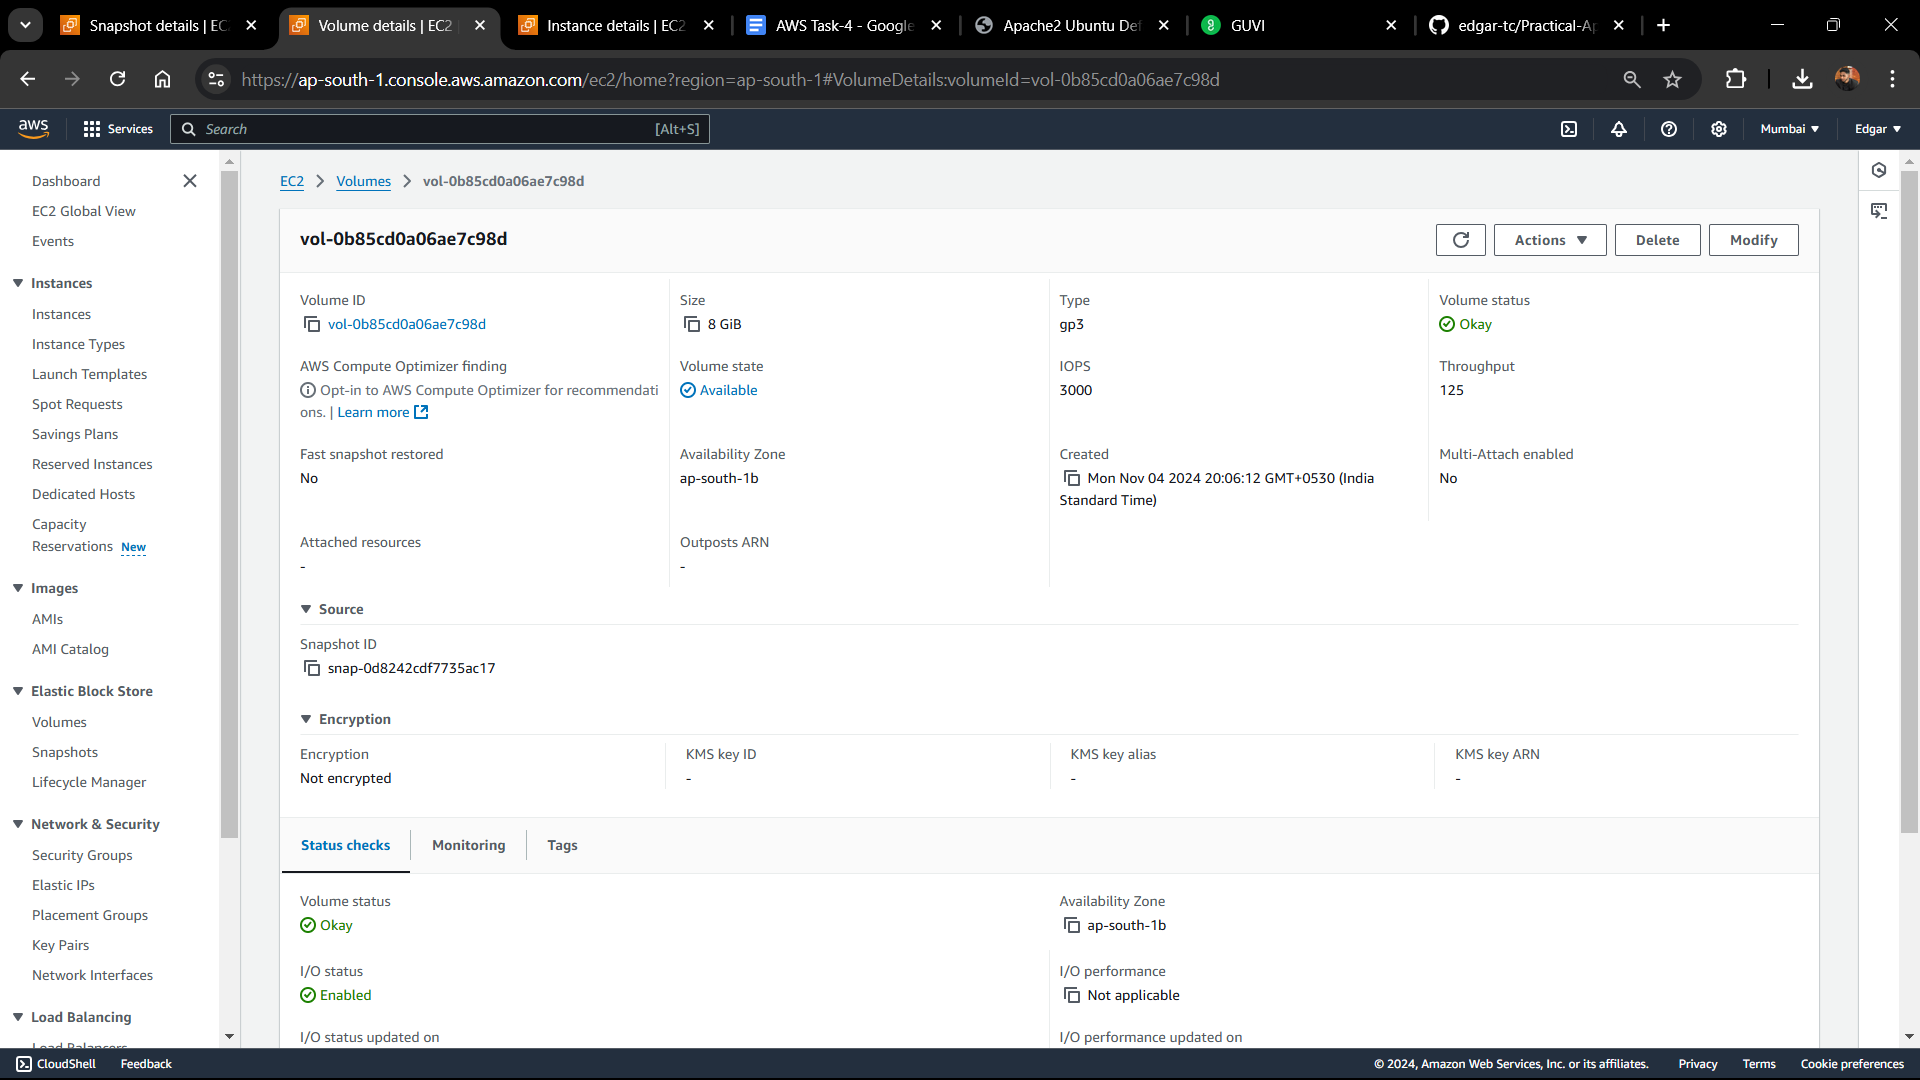 Snapshot details | EC
Volume details | EC2
Instance details | EC2
AWS Task-4 - Google
Apache2 Ubuntu De
GUVI
edgar-tc/Practical-A
https://ap-south-1.console.aws.amazon.com/ec2/home?region=ap-south-1#VolumeDetails:volumeId=vol-0b85cd0a06ae7c98d
aws
Services
Search
[Alt+S]
Mumbai
Edgar
Dashboard
EC2 Global View
Events
Instances
Instances
Instance Types
Launch Templates
Spot Requests
Savings Plans
Reserved Instances
Dedicated Hosts
Capacity
Reservations New
Images
AMIs
AMI Catalog
Elastic Block Store
Volumes
Snapshots
Lifecycle Manager
Network & Security
Security Groups
Elastic IPs
Placement Groups
Key Pairs
Network Interfaces
Load Balancing
Load Balancers
EC2 > Volumes > vol-0b85cd0a06ae7c98d
vol-0b85cd0a06ae7c98d
Actions
Delete
Modify
Volume ID
vol-0b85cd0a06ae7c98d
Size
8 GiB
Type
gp3
Volume status
Okay
AWS Compute Optimizer finding
Opt-in to AWS Compute Optimizer for recommendati
ons. | Learn more
Volume state
Available
IOPS
3000
Throughput
125
Fast snapshot restored
No
Availability Zone
ap-south-1b
Created
Mon Nov 04 2024 20:06:12 GMT+0530 (India
Standard Time)
Multi-Attach enabled
No
Attached resources
-
Outposts ARN
-
Source
Snapshot ID
snap-0d8242cdf7735ac17
Encryption
Encryption
Not encrypted
KMS key ID
-
KMS key alias
-
KMS key ARN
-
Status checks
Monitoring
Tags
Volume status
Okay
Availability Zone
ap-south-1b
I/O status
Enabled
I/O performance
Not applicable
I/O status updated on
I/O performance updated on
CloudShell
Feedback
© 2024, Amazon Web Services, Inc. or its affiliates.
Privacy
Terms
Cookie preferences